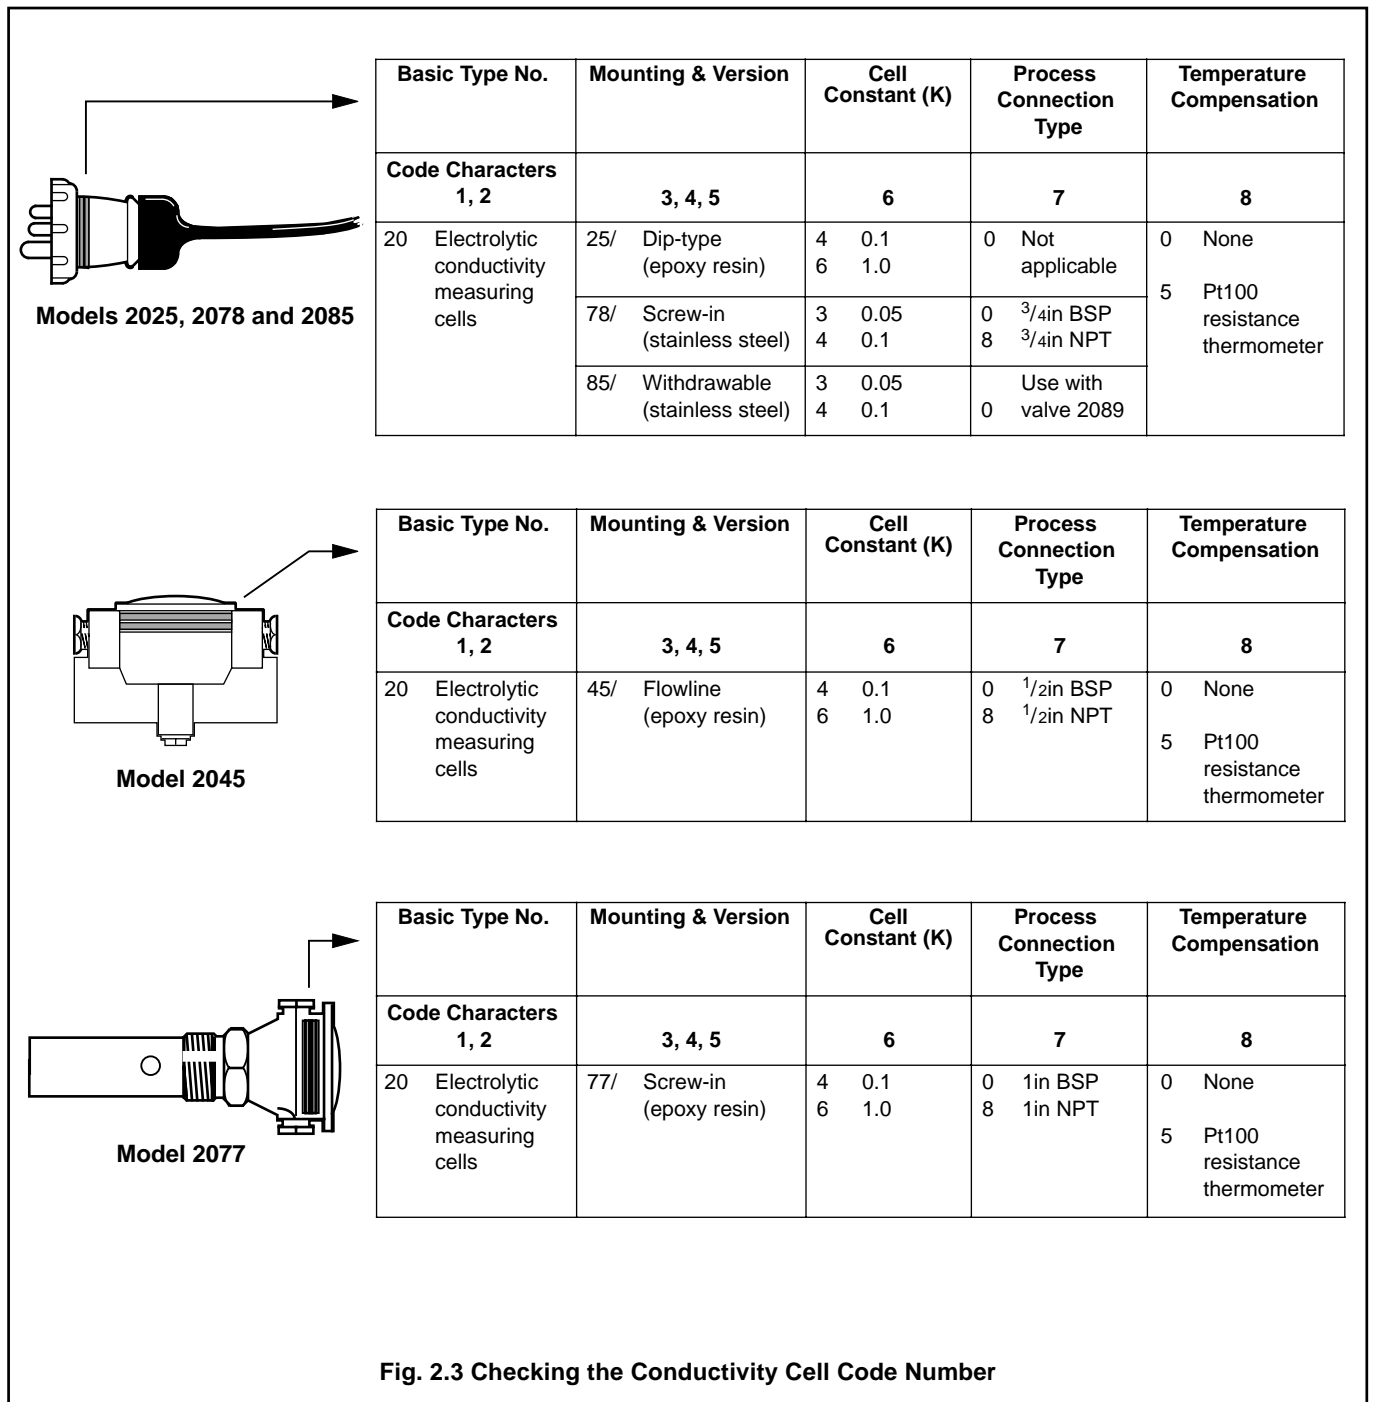 Basic Type No. Mounting & Version Cell Constant (K) Process Connection Type Temperature Compensation
Code Characters
1, 2 3, 4, 5 6 7 8
20 Electrolytic conductivity measuring cells
25/ Dip-type (epoxy resin)
4 0.1
6 1.0
0 Not applicable
0 None
5 Pt100 resistance thermometer
78/ Screw-in (stainless steel)
3 0.05
4 0.1
0 3/4in BSP
8 3/4in NPT
85/ Withdrawable (stainless steel)
3 0.05
4 0.1
Use with
0 valve 2089
Models 2025, 2078 and 2085
Basic Type No. Mounting & Version Cell Constant (K) Process Connection Type Temperature Compensation
Code Characters
1, 2 3, 4, 5 6 7 8
20 Electrolytic conductivity measuring cells
45/ Flowline (epoxy resin)
4 0.1
6 1.0
0 1/2in BSP
8 1/2in NPT
0 None
5 Pt100 resistance thermometer
Model 2045
Basic Type No. Mounting & Version Cell Constant (K) Process Connection Type Temperature Compensation
Code Characters
1, 2 3, 4, 5 6 7 8
20 Electrolytic conductivity measuring cells
77/ Screw-in (epoxy resin)
4 0.1
6 1.0
0 1in BSP
8 1in NPT
0 None
5 Pt100 resistance thermometer
Model 2077
Fig. 2.3 Checking the Conductivity Cell Code Number